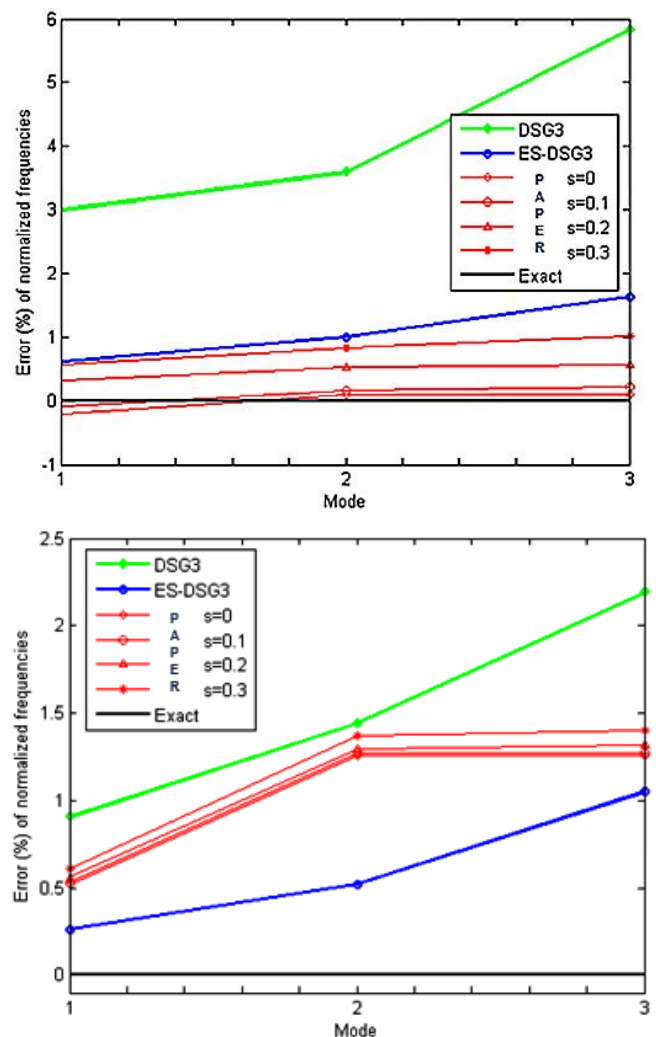 6
5
4
3
2
1
0
-1
Error (%) of normalized frequencies
DSG3
ES-DSG3
P s=0
A s=0.1
P
E s=0.2
R s=0.3
Exact
1 2 3
Mode
2.5
2
1.5
1
0.5
0
Error (%) of normalized frequencies
DSG3
ES-DSG3
P s=0
A s=0.1
P
E s=0.2
R s=0.3
Exact
1 2 3
Mode